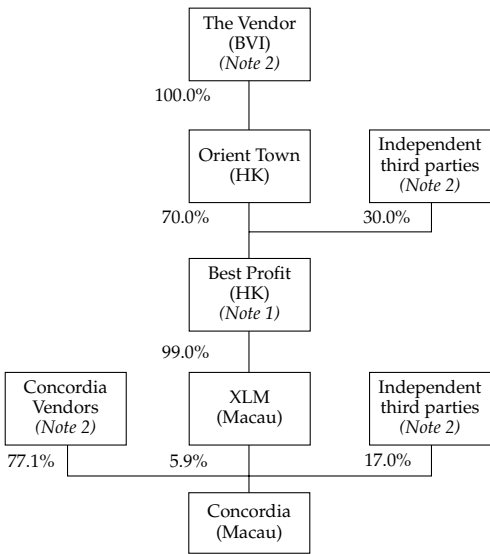 The Vendor
(BVI)
(Note 2)
100.0%
Orient Town
(HK)
Independent
third parties
(Note 2)
70.0%
30.0%
Best Profit
(HK)
(Note 1)
99.0%
Concordia
Vendors
(Note 2)
XLM
(Macau)
Independent
third parties
(Note 2)
77.1%
5.9%
17.0%
Concordia
(Macau)